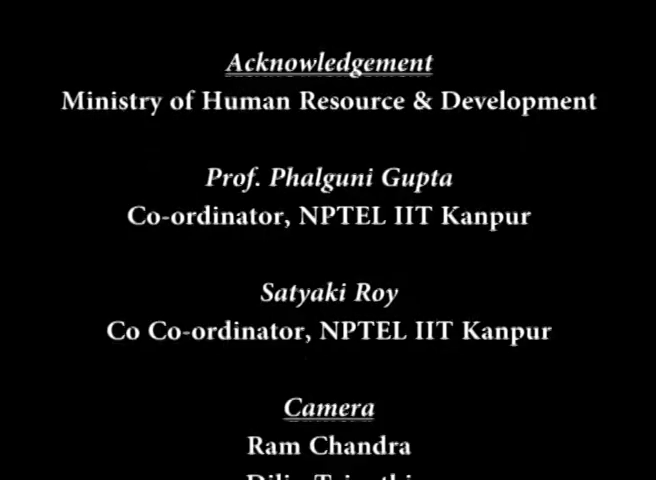 Acknowledgement
Ministry of Human Resource & Development
Prof. Phalguni Gupta
Co-ordinator, NPTEL IIT Kanpur
Satyaki Roy
Co Co-ordinator, NPTEL IIT Kanpur
Camera
Ram Chandra